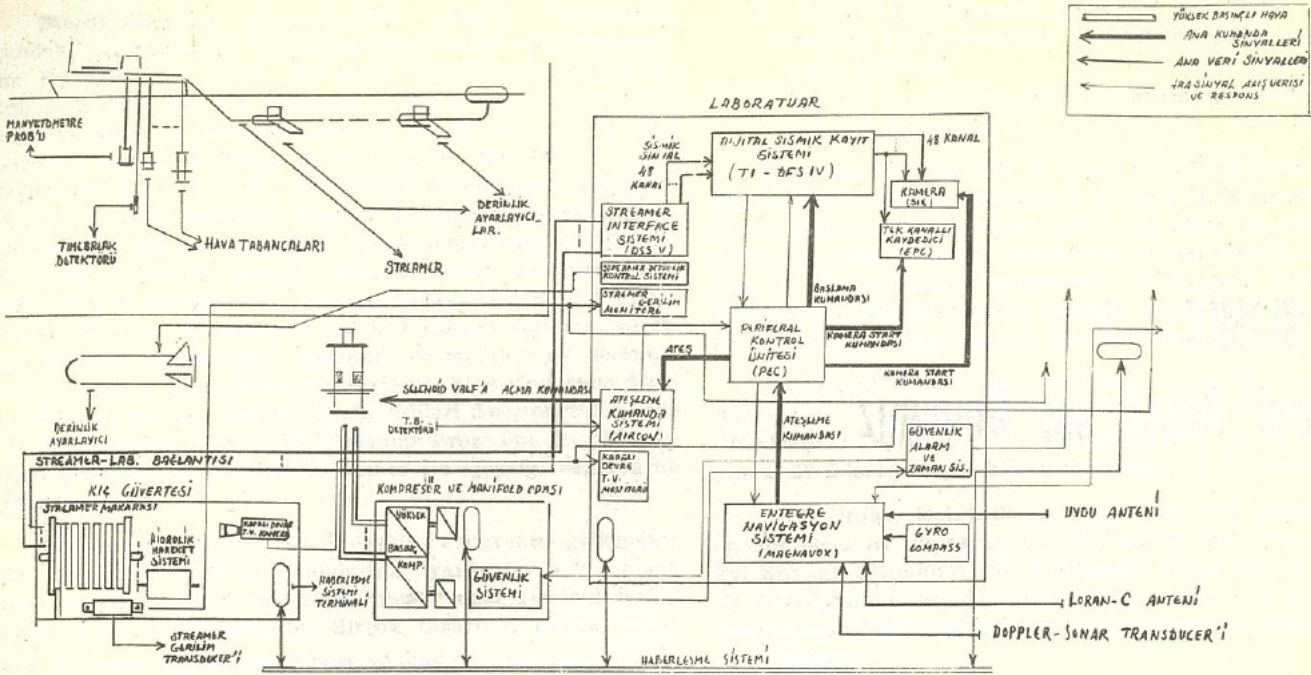 YÜKSEK BASINÇLI HAVA
ANA KUMANDA
SİNYALLERİ
ANA VERİ SİNYALLERİ
ARA SİNYAL ALIŞVERİSİ
VE RESPONS
MANYETOMETRE
PROB'U
TIMEBREAK
DETEKTÖRÜ
HAVA TABANCALARI
STREAMER
DERİNLİK
AYARLAYICI_
LAR.
LABORATUAR
SİSMİK
SİNYAL
48
KANAL
DİJİTAL SİSMİK KAYIT
SİSTEMİ
(TI - DFS IV)
48 KANAL
KAMERA
(SIE)
TEK KANALLI
KAYDEDİCİ
(EPC)
STREAMER
INTERFACE
SİSTEMİ
(DSS V)
STREAMER DERİNLİK
KONTROL SİSTEMİ
STREAMER
GERİLİM
MONİTÖRÜ
BAŞLAMA
KUMANDASI
PERİFERAL
KONTROL
ÜNİTESİ
(PEC)
KAMERA START
KUMANDASI
KAMERA START
KUMANDASI
ATEŞ
SELENOİD VALF'A AÇMA KUMANDASI
T.B.
DETEKTÖRÜ
ATEŞLEME
KUMANDA
SİSTEMİ
(AIRCON)
ATEŞLEME
KUMANDASI
KAPALI
DEVRE
T.V.
MONİTÖRÜ
GÜVENLİK
ALARM
VE
ZAMAN SİS.
ENTEGRE
NAVİGASYON
SİSTEMİ
(MAGNAVOX)
GYRO
COMPASS
UYDU ANTENİ
LORAN-C ANTENİ
DOPPLER-SONAR TRANSDUCER'İ
DERİNLİK
AYARLAYICI
STREAMER-LAB. BAĞLANTISI
KIÇ GÜVERTESİ
STREAMER MAKARASI
HİDROLİK
HAREKET
SİSTEMİ
KAPALI DEVRE
T.V. KAMERA
HABERLEŞME
SİSTEMİ
TERMİNALİ
STREAMER
GERİLİM
TRANSDUCER'İ
KOMPRESÖR VE MANİFOLD ODASI
YÜKSEK
BASINÇ
KOMP.
GÜVENLİK
SİSTEMİ
HABERLEŞME SİSTEMİ